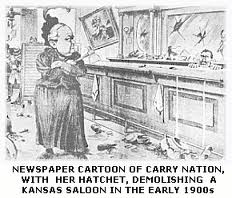 NEWSPAPER CARTOON OF CARRY NATION,
WITH HER HATCHET, DEMOLISHING A
KANSAS SALOON IN THE EARLY 1900s